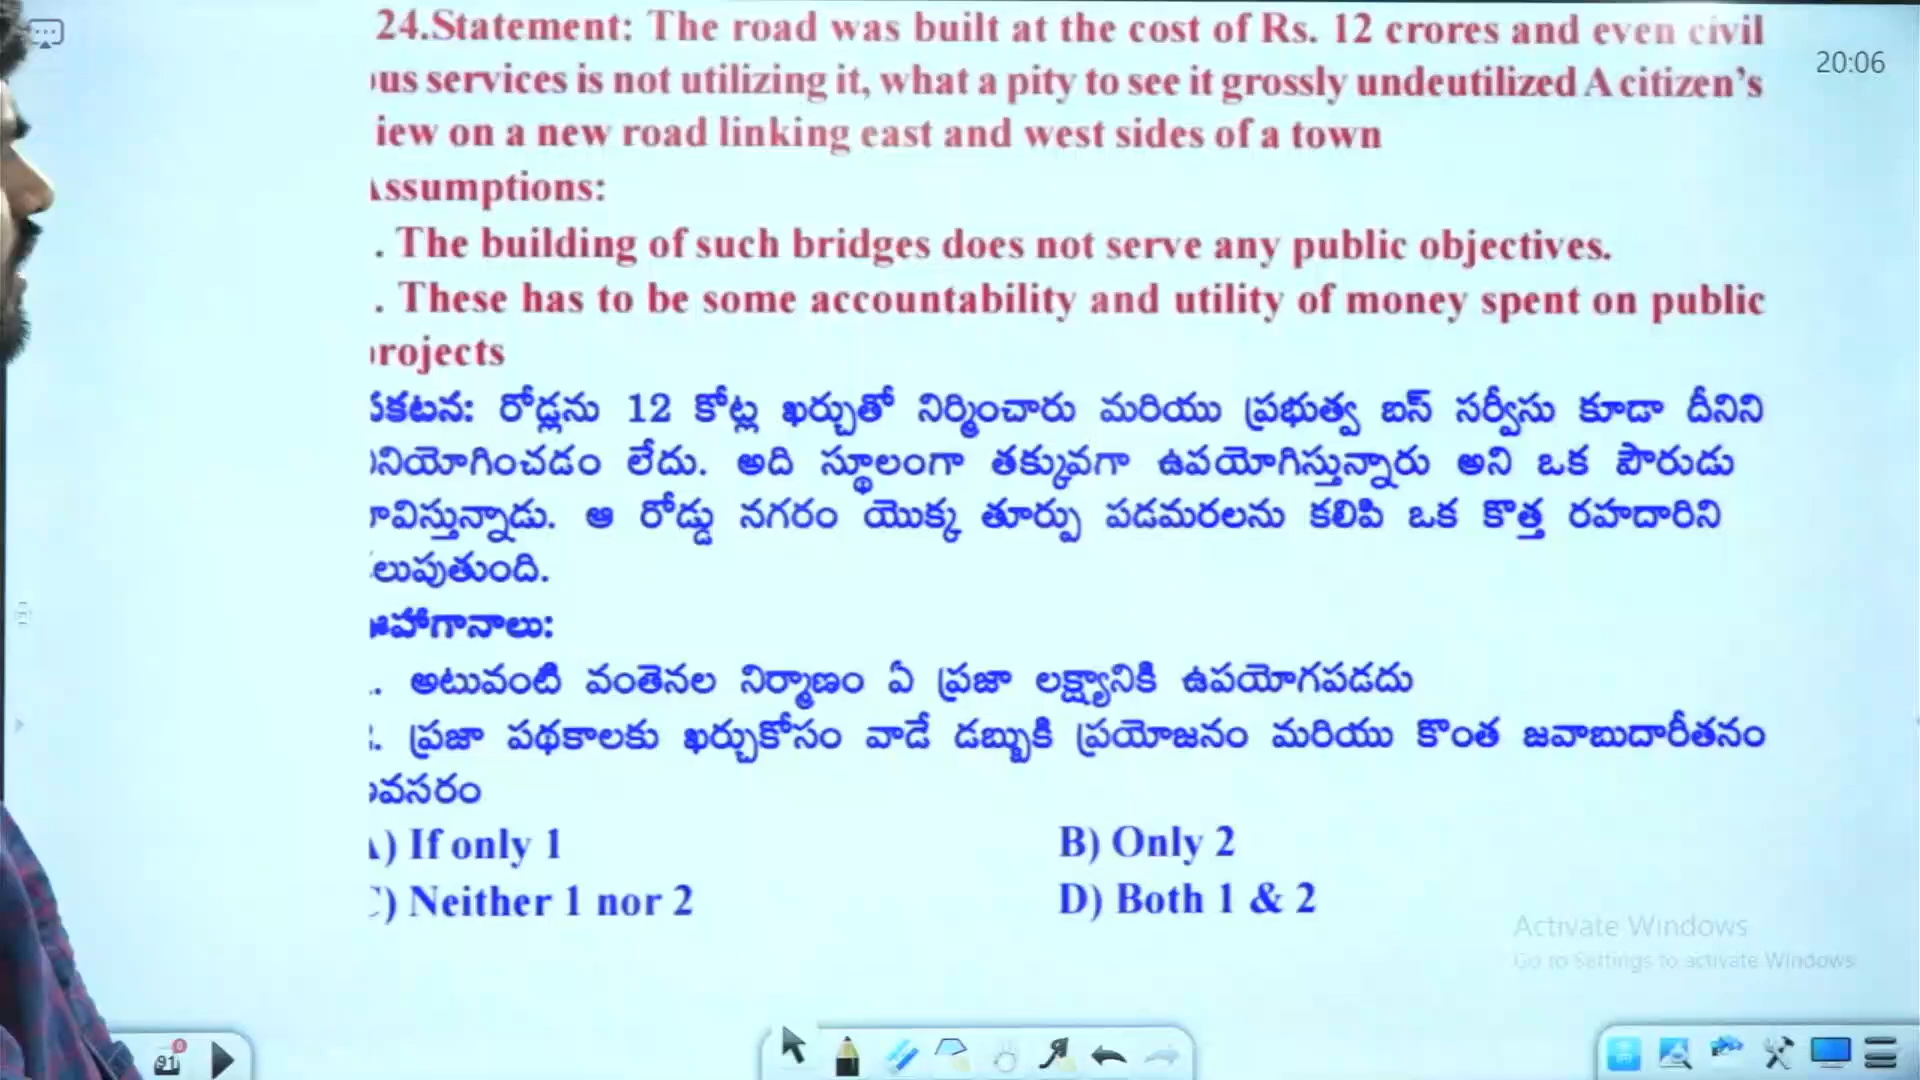 24.Statement: The road was built at the cost of Rs. 12 crores and even civil
20:06
us services is not utilizing it, what a pity to see it grossly undeutilized A citizen's
iew on a new road linking east and west sides of a town
ssumptions:
. The building of such bridges does not serve any public objectives.
. These has to be some accountability and utility of money spent on public
rojects
కటన: రోడ్లను 12 కోట్ల ఖర్చుతో నిర్మించారు మరియు ప్రభుత్వ బస్ సర్వీసు కూడా దీనిని
నియోగించడం లేదు. అది స్థూలంగా తక్కువగా ఉపయోగిస్తున్నారు అని ఒక పౌరుడు
విస్తున్నాడు. ఆ రోడ్డు నగరం యొక్క తూర్పు పడమరలను కలిపి ఒక కొత్త రహదారిని
లుపుతుంది.
హాగానాలు:
. అటువంటి వంతెనల నిర్మాణం ఏ ప్రజా లక్ష్యానికి ఉపయోగపడదు
. ప్రజా పథకాలకు ఖర్చుకోసం వాడే డబ్బుకి ప్రయోజనం మరియు కొంత జవాబుదారీతనం
వసరం
) If only 1 B) Only 2
) Neither 1 nor 2 D) Both 1 & 2
Activate Windows
Go to Settings to activate Windows
91